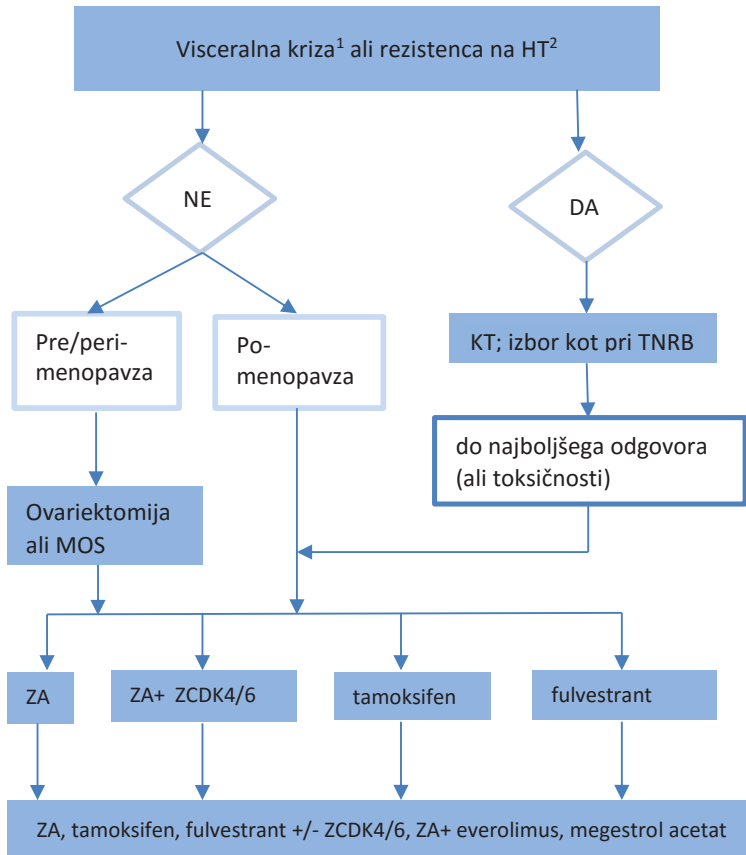 Visceralna kriza¹ ali rezistenca na HT²
NE
DA
Pre/peri-
menopavza
Po-
menopavza
KT; izbor kot pri TNRB
do najboljšega odgovora
(ali toksičnosti)
Ovariektomija
ali MOS
ZA
ZA+ ZCDK4/6
tamoksifen
fulvestrant
ZA, tamoksifen, fulvestrant +/- ZCDK4/6, ZA+ everolimus, megestrol acetat